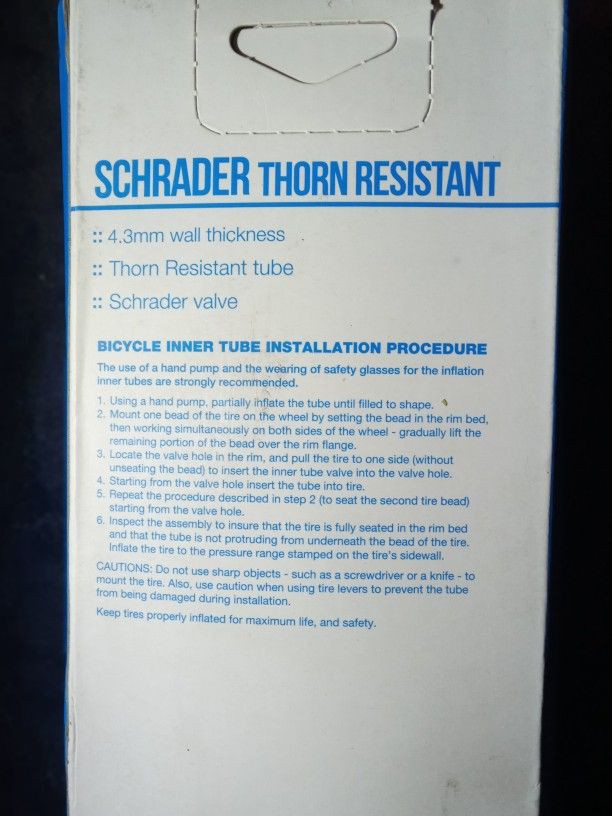 SCHRADER THORN RESISTANT
:: 4.3mm wall thickness
:: Thorn Resistant tube
:: Schrader valve
BICYCLE INNER TUBE INSTALLATION PROCEDURE
The use of a hand pump and the wearing of safety glasses for the inflation
inner tubes are strongly recommended.
1. Using a hand pump, partially inflate the tube until filled to shape.
2. Mount one bead of the tire on the wheel by setting the bead in the rim bed,
then working simultaneously on both sides of the wheel - gradually lift the
remaining portion of the bead over the rim flange.
3. Locate the valve hole in the rim, and pull the tire to one side (without
unseating the bead) to insert the inner tube valve into the valve hole.
4. Starting from the valve hole insert the tube into tire.
5. Repeat the procedure described in step 2 (to seat the second tire bead)
starting from the valve hole.
6. Inspect the assembly to insure that the tire is fully seated in the rim bed
and that the tube is not protruding from underneath the bead of the tire.
Inflate the tire to the pressure range stamped on the tire's sidewall.
CAUTIONS: Do not use sharp objects - such as a screwdriver or a knife - to
mount the tire. Also, use caution when using tire levers to prevent the tube
from being damaged during installation.
Keep tires properly inflated for maximum life, and safety.